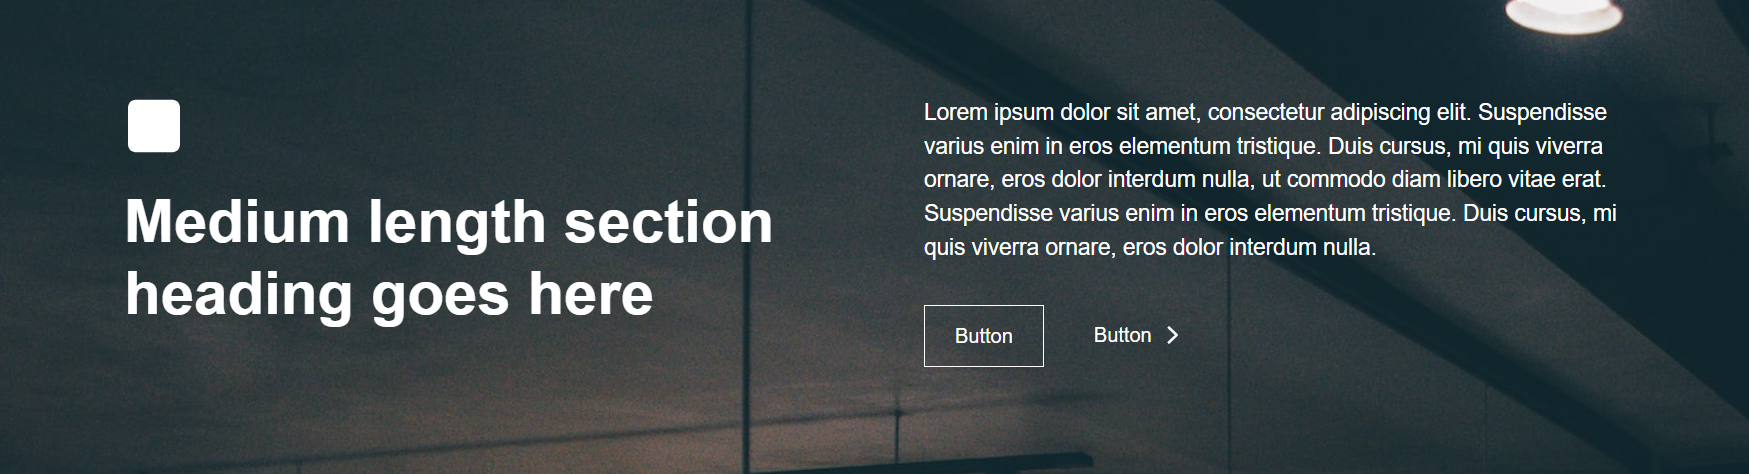 Medium length section
heading goes here
Lorem ipsum dolor sit amet, consectetur adipiscing elit. Suspendisse
varius enim in eros elementum tristique. Duis cursus, mi quis viverra
ornare, eros dolor interdum nulla, ut commodo diam libero vitae erat.
Suspendisse varius enim in eros elementum tristique. Duis cursus, mi
quis viverra ornare, eros dolor interdum nulla.
Button
Button